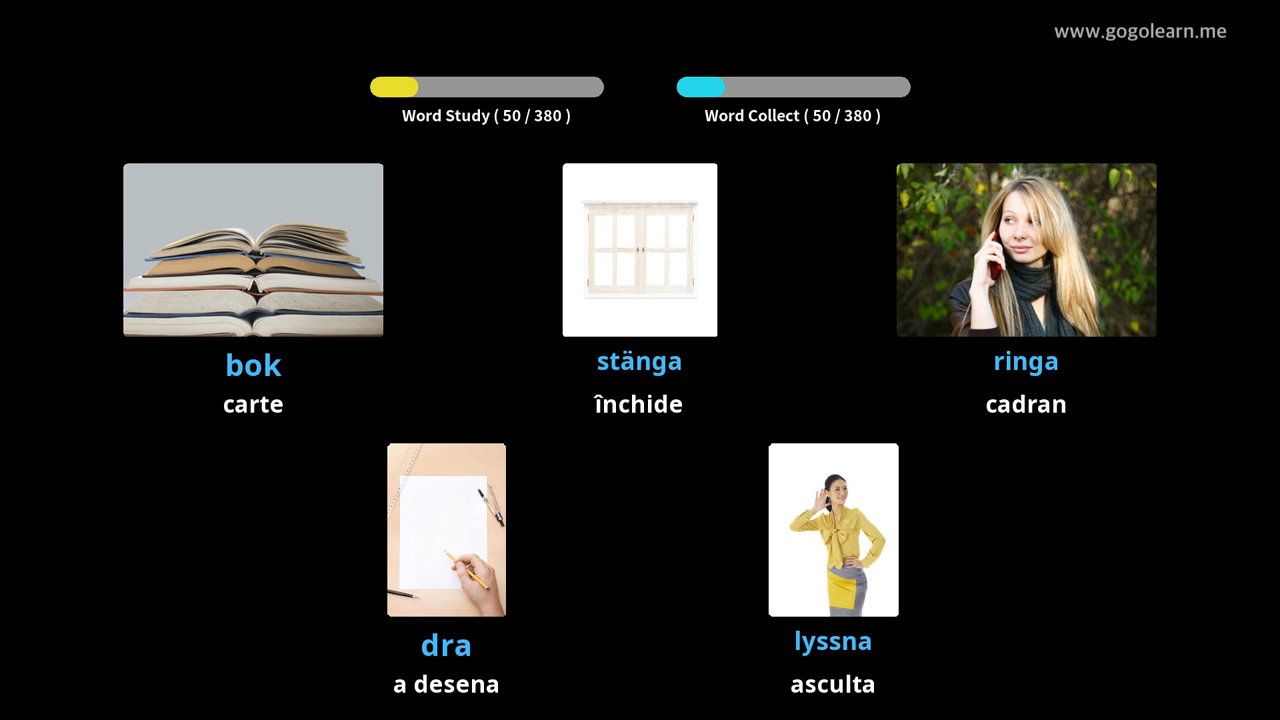 www.gogolearn.me
Word Study ( 50 / 380 )
Word Collect ( 50 / 380 )
bok
carte
stänga
închide
ringa
cadran
dra
a desena
lyssna
asculta